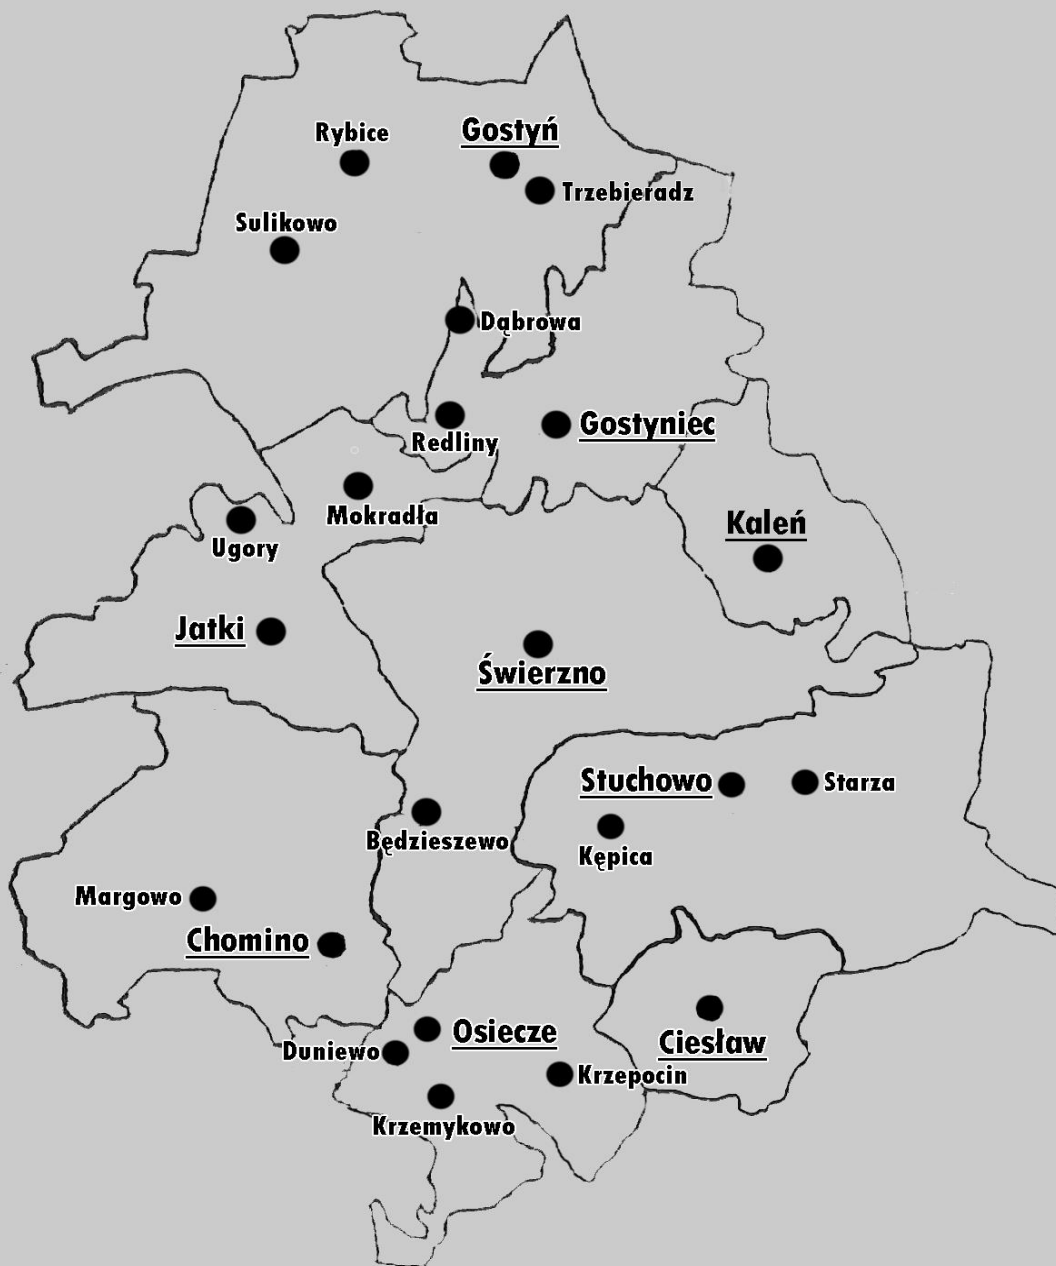 Rybice
Gostyń
Trzebieradz
Sulikowo
Dąbrowa
Redliny
Gostyniec
Mokradła
Ugory
Kaleń
Jatki
Świerzno
Stuchowo
Starza
Będzieszewo
Kępica
Margowo
Chomino
Osiecze
Ciesław
Duniewo
Krzepocin
Krzemykowo